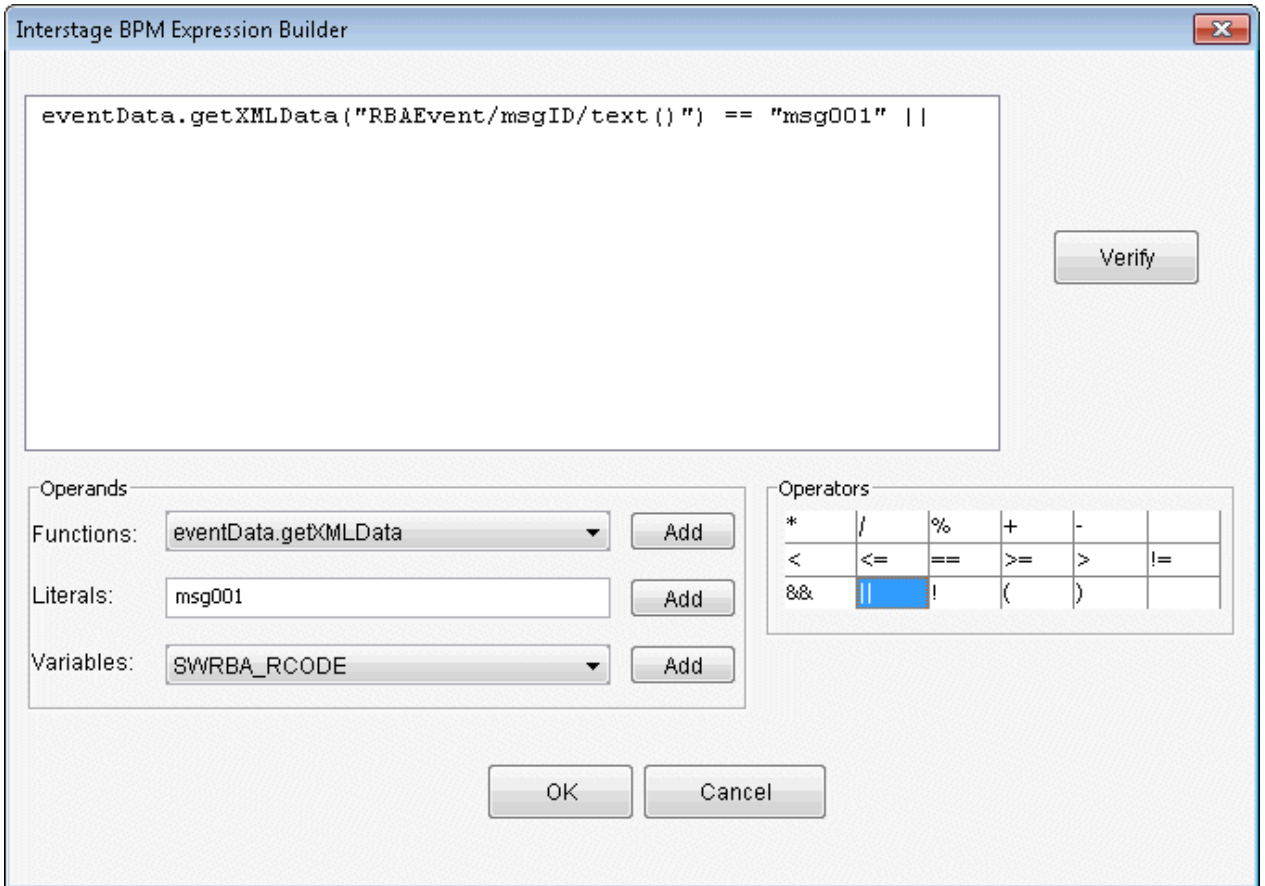 Interstage BPM Expression Builder
eventData.getXMLData("RBAEvent/msgID/text()") == "msg001" ||
Verify
Operands
Functions: eventData.getXMLData Add
Literals: msg001 Add
Variables: SWRBA_RCODE Add
Operators
* / % + -
< <= == >= > !=
&& || ! ( )
OK Cancel